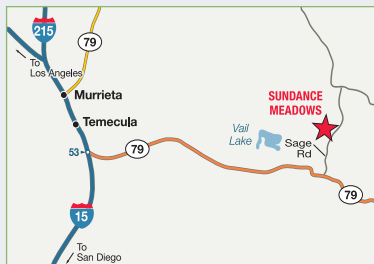 215
79
To
Los Angeles
Murrieta
Temecula
53
79
SUNDANCE
MEADOWS
Vail
Lake
Sage
Rd
79
15
To
San Diego